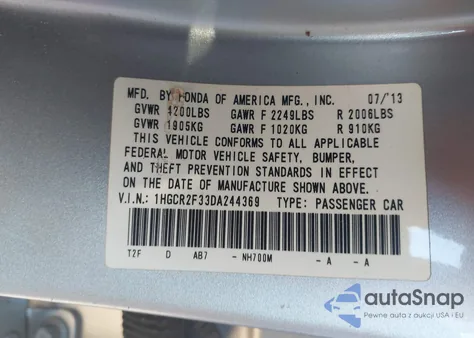 MFD. BY HONDA OF AMERICA MFG., INC. 07/'13
GVWR 4200LBS GAWR F 2249LBS R 2006LBS
GVWR 1905KG GAWR F 1020KG R 910KG
THIS VEHICLE CONFORMS TO ALL APPLICABLE
FEDERAL MOTOR VEHICLE SAFETY, BUMPER,
AND THEFT PREVENTION STANDARDS IN EFFECT
ON THE DATE OF MANUFACTURE SHOWN ABOVE.
V.I.N.: 1HGCR2F33DA244369 TYPE: PASSENGER CAR
T2F D AB7 - NH700M - A - A
autoSnap
Pewne auta z aukcji USA i EU